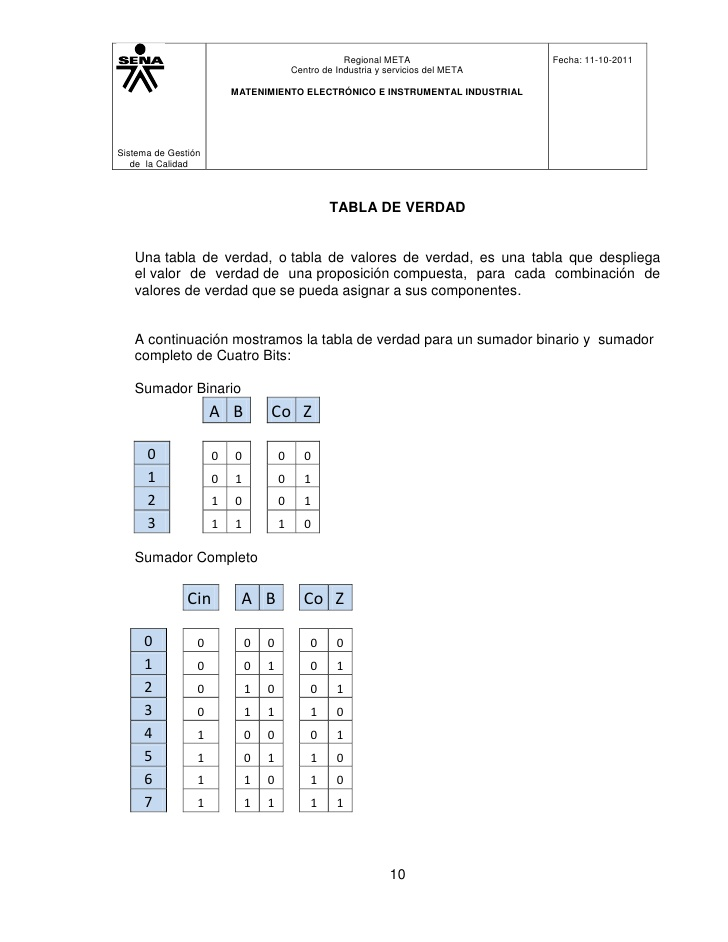 SENA
Sistema de Gestión
de la Calidad
Regional META
Centro de Industria y servicios del META
MATENIMIENTO ELECTRÓNICO E INSTRUMENTAL INDUSTRIAL
Fecha: 11-10-2011
TABLA DE VERDAD
Una tabla de verdad, o tabla de valores de verdad, es una tabla que despliega
el valor de verdad de una proposición compuesta, para cada combinación de
valores de verdad que se pueda asignar a sus componentes.
A continuación mostramos la tabla de verdad para un sumador binario y sumador
completo de Cuatro Bits:
Sumador Binario
A B Co Z
0 0 0 0 0
1 0 1 0 1
2 1 0 0 1
3 1 1 1 0
Sumador Completo
Cin A B Co Z
0 0 0 0 0 0
1 0 0 1 0 1
2 0 1 0 0 1
3 0 1 1 1 0
4 1 0 0 0 1
5 1 0 1 1 0
6 1 1 0 1 0
7 1 1 1 1 1
10